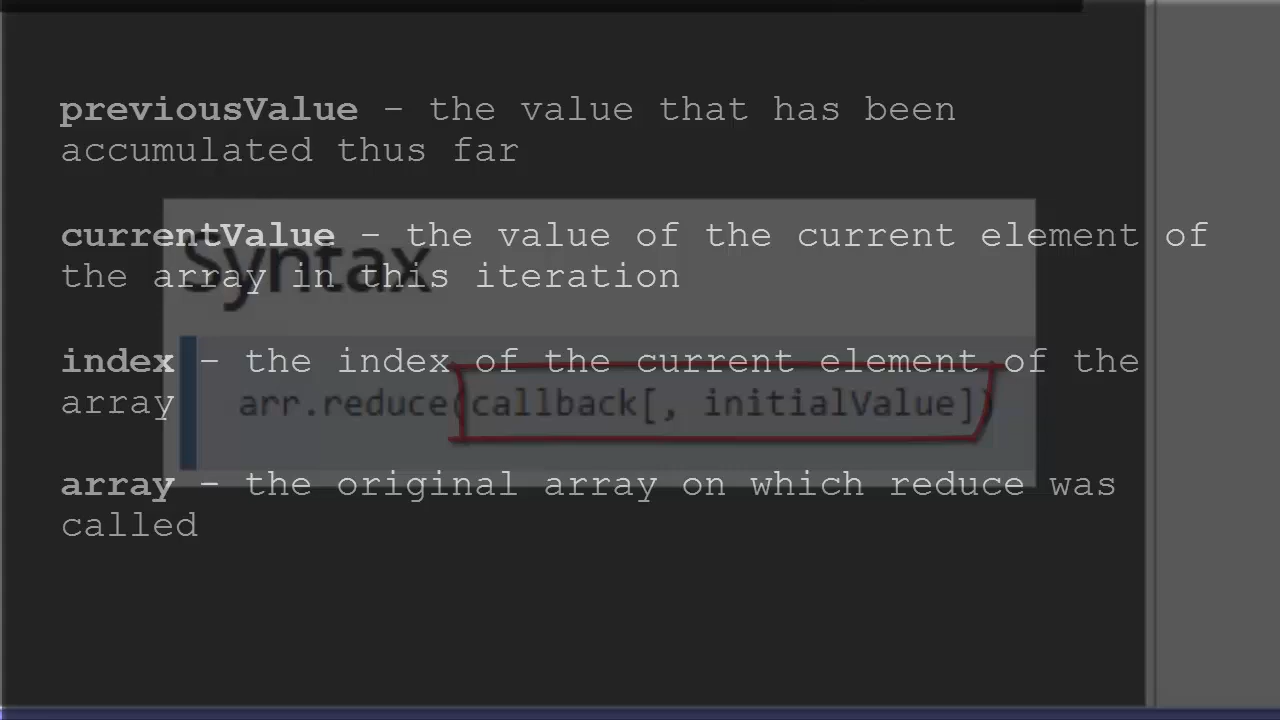 previousValue – the value that has been
accumulated thus far
currentValue – the value of the current element of
the array in this iteration
Syntax
index – the index of the current element of the
array
arr.reduce(callback[, initialValue])
array – the original array on which reduce was
called